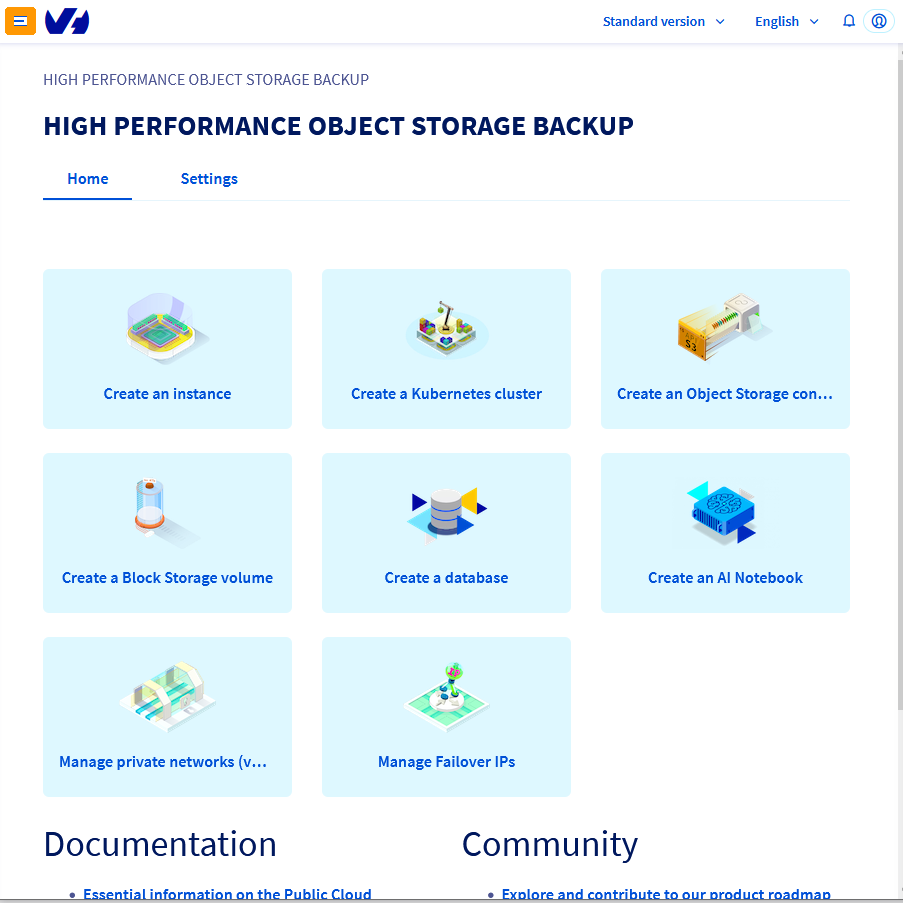 Standard version
English
HIGH PERFORMANCE OBJECT STORAGE BACKUP
HIGH PERFORMANCE OBJECT STORAGE BACKUP
Home
Settings
S3
Create an instance
Create a Kubernetes cluster
Create an Object Storage con...
Create a Block Storage volume
Create a database
Create an AI Notebook
IP
Manage private networks (v...
Manage Failover IPs
Documentation
Community
• Essential information on the Public Cloud
• Explore and contribute to our product roadmap